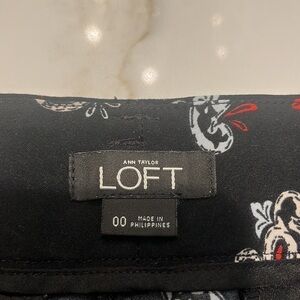 ANN TAYLOR
LOFT
00 MADE IN
PHILIPPINES